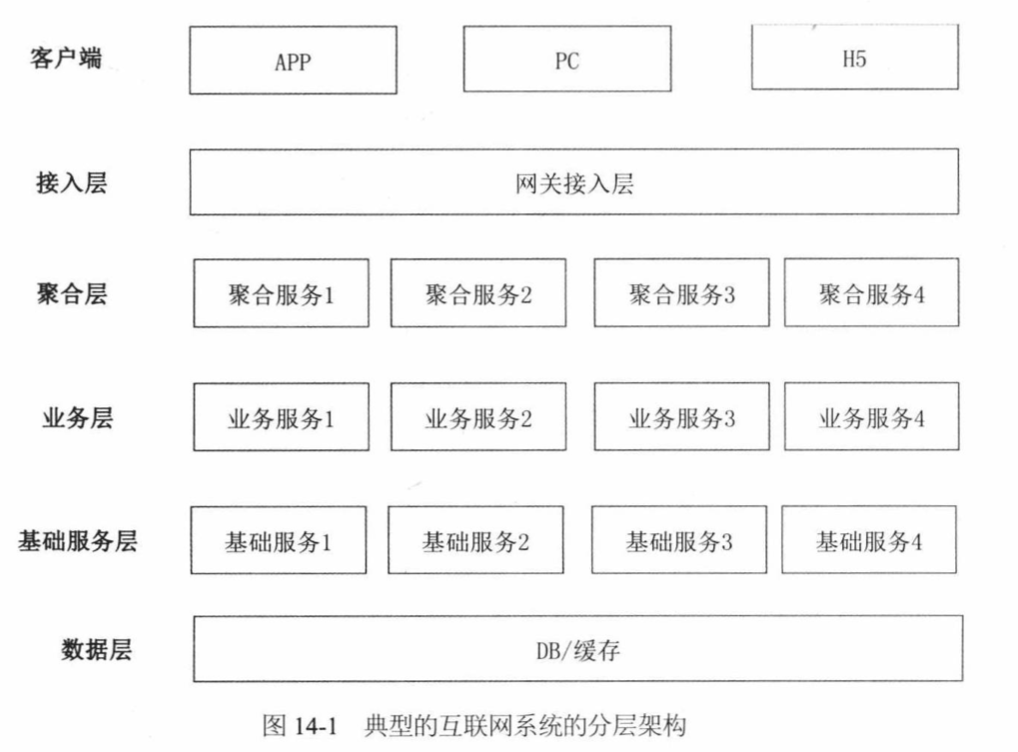 客户端 APP PC H5
接入层 网关接入层
聚合层 聚合服务1 聚合服务2 聚合服务3 聚合服务4
业务层 业务服务1 业务服务2 业务服务3 业务服务4
基础服务层 基础服务1 基础服务2 基础服务3 基础服务4
数据层 DB/缓存
图 14-1 典型的互联网系统的分层架构